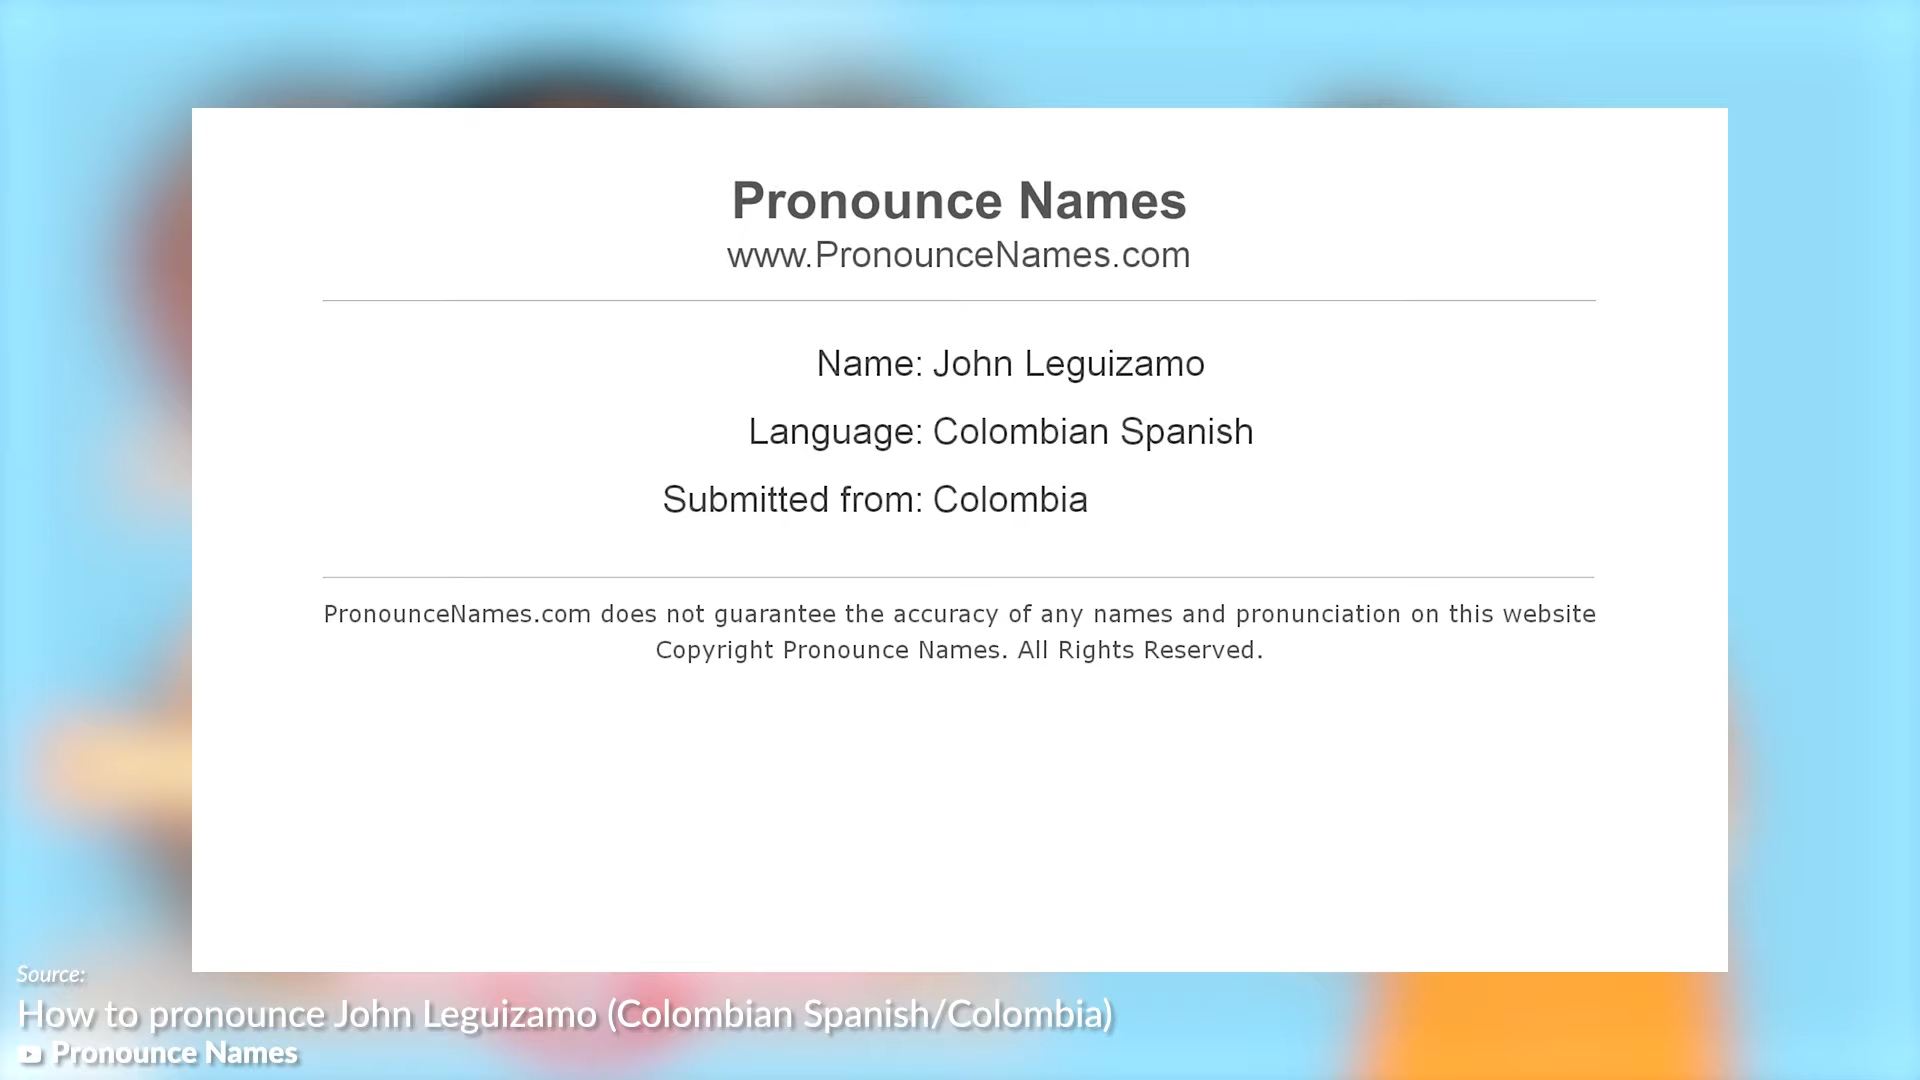 Pronounce Names
www.PronounceNames.com
Name: John Leguizamo
Language: Colombian Spanish
Submitted from: Colombia
PronounceNames.com does not guarantee the accuracy of any names and pronunciation on this website
Copyright Pronounce Names. All Rights Reserved.
Source:
How to pronounce John Leguizamo (Colombian Spanish/Colombia)
Pronounce Names